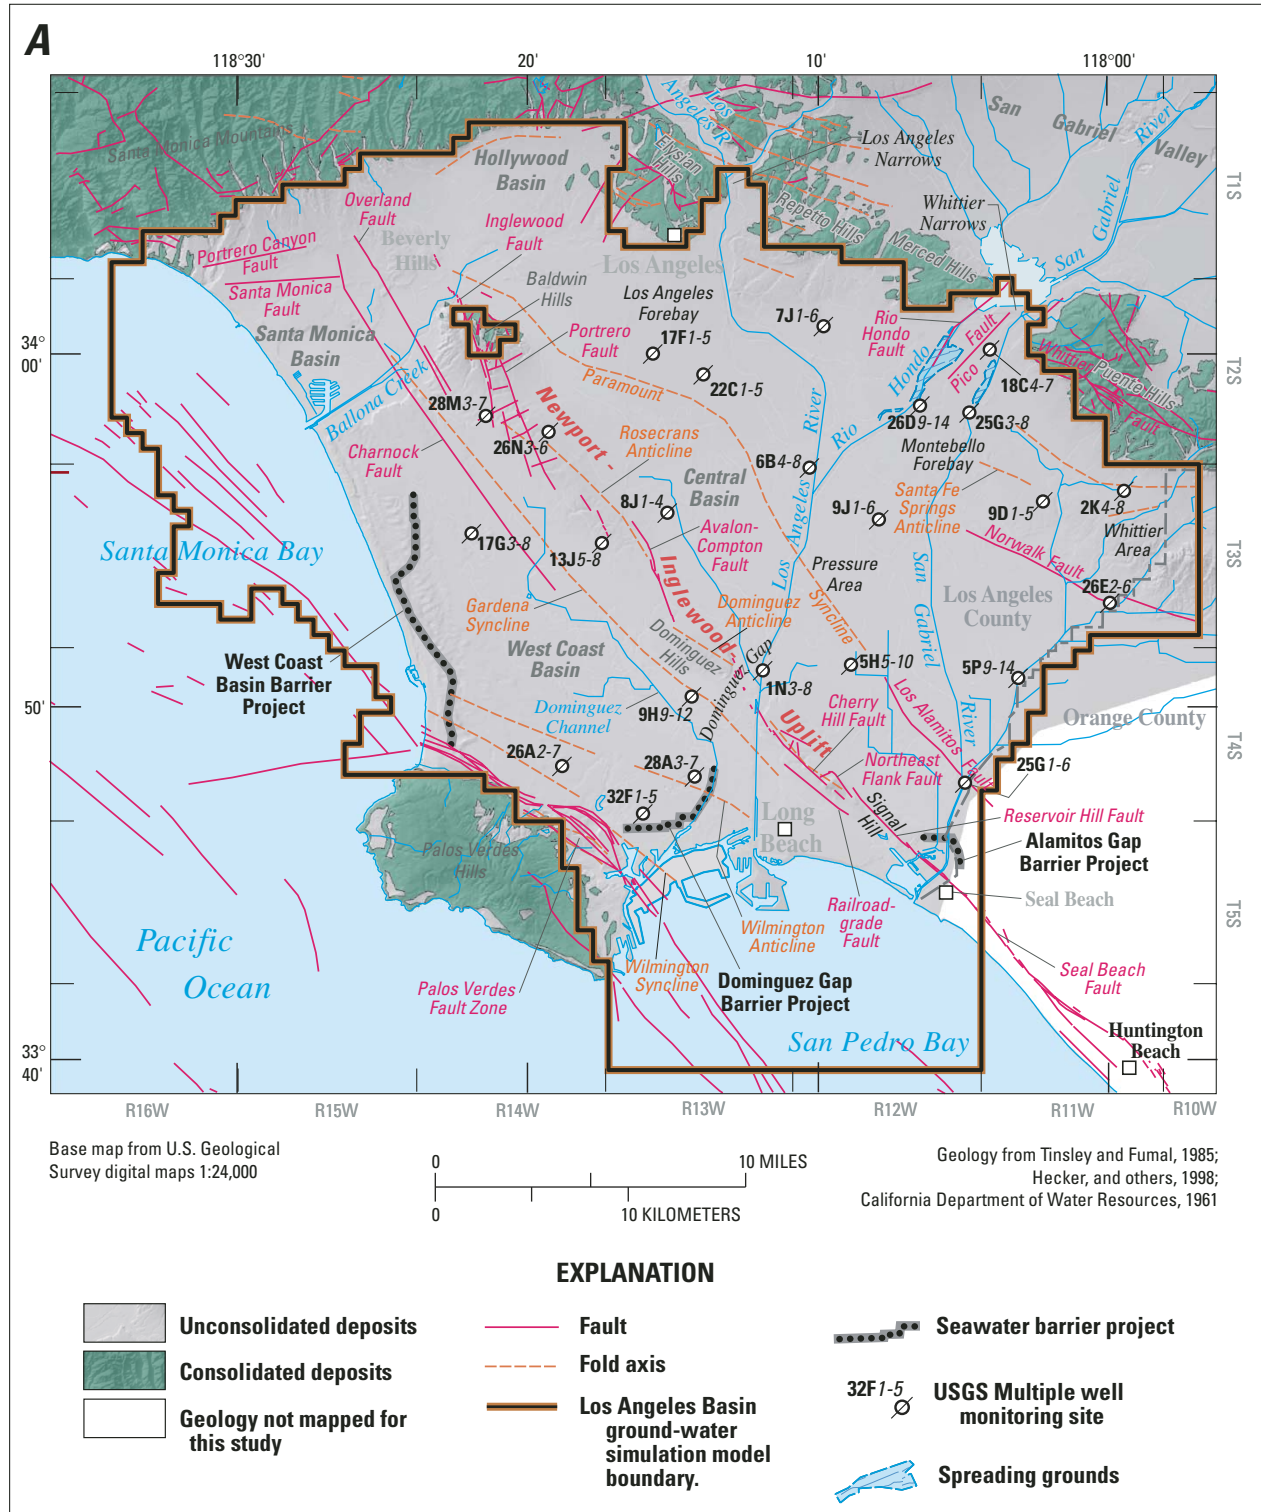 A
118°30'
20'
10'
118°00'
34°
00'
50'
33°
40'
T1S
T2S
T3S
T4S
T5S
R16W
R15W
R14W
R13W
R12W
R11W
R10W
Santa Monica Mountains
Hollywood
Basin
Los
Angeles R
Elysian
Hills
Los Angeles
Narrows
San
Gabriel
Valley
River
Gabriel
San
Whittier
Narrows
Repetto Hills
Merced Hills
Overland
Fault
Inglewood
Fault
Beverly
Hills
Portrero Canyon
Fault
Santa Monica
Fault
Baldwin
Hills
Los Angeles
Los Angeles
Forebay
Santa Monica
Basin
Portrero
Fault
17F1-5
7J1-6
Rio
Hondo
Fault
Pico Fault
Whittier
Fault
Puente Hills
Ballona Creek
Paramount
22C1-5
18C4-7
28M3-7
26N3-6
Newport -
River
Rio
Hondo
26D9-14
25G3-8
Montebello
Forebay
Charnock
Fault
Rosecrans
Anticline
Central
Basin
6B4-8
Santa Fe
Springs
Anticline
9D1-5
2K4-8
Whittier
Area
8J1-4
9J1-6
Santa Monica Bay
17G3-8
13J5-8
Avalon-
Compton
Fault
Los Angeles
Pressure
Area
Norwalk Fault
26E2-6
Inglewood-
San
Gabriel
River
Los Angeles
County
Gardena
Syncline
Dominguez
Anticline
Syncline
West Coast
Basin
Dominguez
Hills
Dominguez Gap
West Coast
Basin Barrier
Project
5H5-10
5P9-14
1N3-8
Dominguez
Channel
9H9-12
Cherry
Hill Fault
Los Alamitos
Fault
Orange County
Uplift
26A2-7
28A3-7
Northeast
Flank Fault
25G1-6
32F1-5
Signal
Hill
Long
Beach
Reservoir Hill Fault
Alamitos Gap
Barrier Project
Palos Verdes
Hills
Seal Beach
Railroad-
grade
Fault
Wilmington
Anticline
Pacific
Ocean
Wilmington
Syncline
Palos Verdes
Fault Zone
Dominguez Gap
Barrier Project
Seal Beach
Fault
San Pedro Bay
Huntington
Beach
Base map from U.S. Geological
Survey digital maps 1:24,000
0
10 MILES
0
10 KILOMETERS
Geology from Tinsley and Fumal, 1985;
Hecker, and others, 1998;
California Department of Water Resources, 1961
EXPLANATION
Unconsolidated deposits
Consolidated deposits
Geology not mapped for
this study
Fault
Fold axis
Los Angeles Basin
ground-water
simulation model
boundary.
Seawater barrier project
32F1-5
USGS Multiple well
monitoring site
Spreading grounds